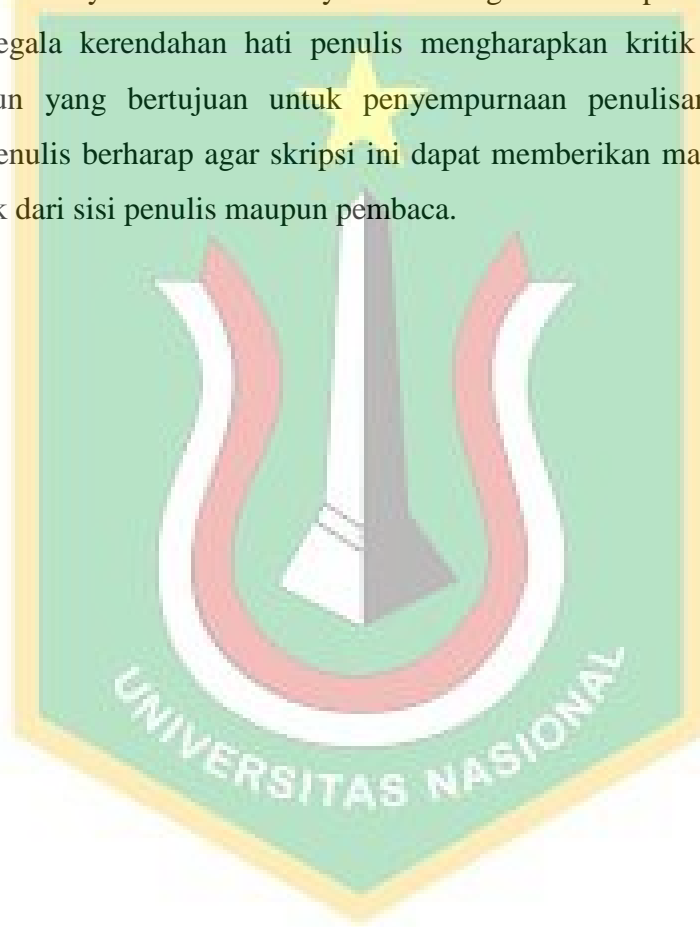 egala kerendahan hati penulis mengharapkan kritik
un yang bertujuan untuk penyempurnaan penulisan
enulis berharap agar skripsi ini dapat memberikan ma
k dari sisi penulis maupun pembaca.
UNIVERSITAS NASIONAL